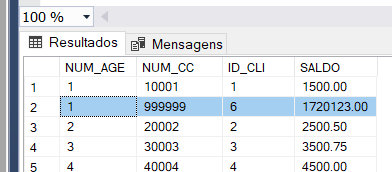 100 %
Resultados Mensagens
NUM_AGE NUM_CC ID_CLI SALDO
1 1 10001 1 1500.00
2 1 999999 6 1720123.00
3 2 20002 2 2500.50
4 3 30003 3 3500.75
5 4 40004 4 4500.00